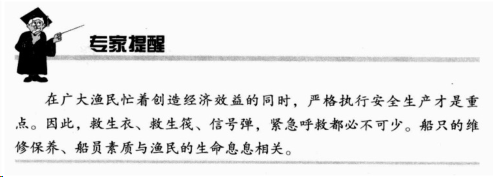 专家提醒
在广大渔民忙着创造经济效益的同时，严格执行安全生产才是重
点。因此，救生衣、救生筏、信号弹，紧急呼救都必不可少。船只的维
修保养、船员素质与渔民的生命息息相关。